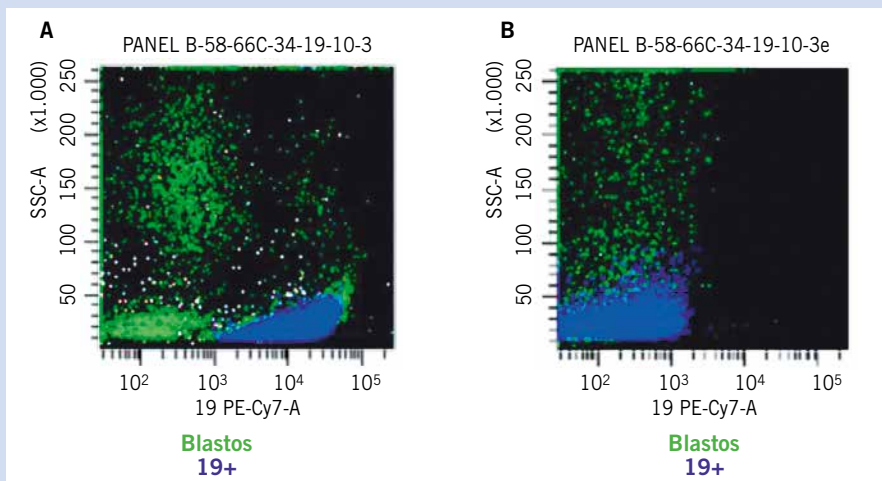 A
PANEL B-58-66C-34-19-10-3
SSC-A (x1.000)
250
200
150
100
50
10² 10³ 10⁴ 10⁵
19 PE-Cy7-A
Blastos
19+
B
PANEL B-58-66C-34-19-10-3e
SSC-A (x1.000)
250
200
150
100
50
10² 10³ 10⁴ 10⁵
19 PE-Cy7-A
Blastos
19+